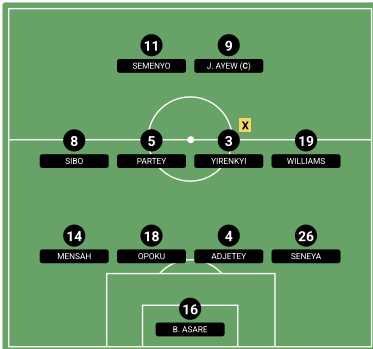 11 9
SEMENYO J. AYEW (C)
X
8 5 3 19
SIBO PARTEY YIRENKYI WILLIAMS
14 18 4 26
MENSAH OPOKU ADJETEY SENEYA
16
B. ASARE